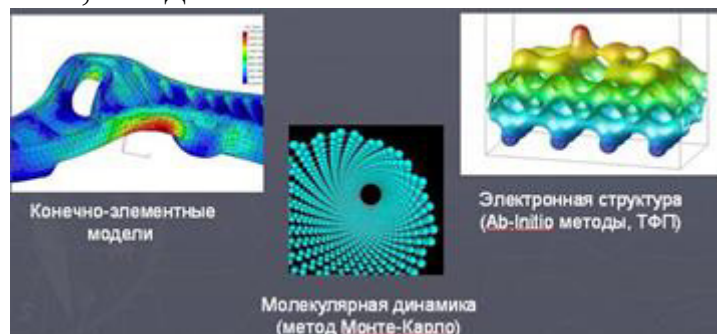 Конечно-элементные
модели
Электронная структура
(Ab-Initio методы, ТФП)
Молекулярная динамика
(метод Монте-Карло)